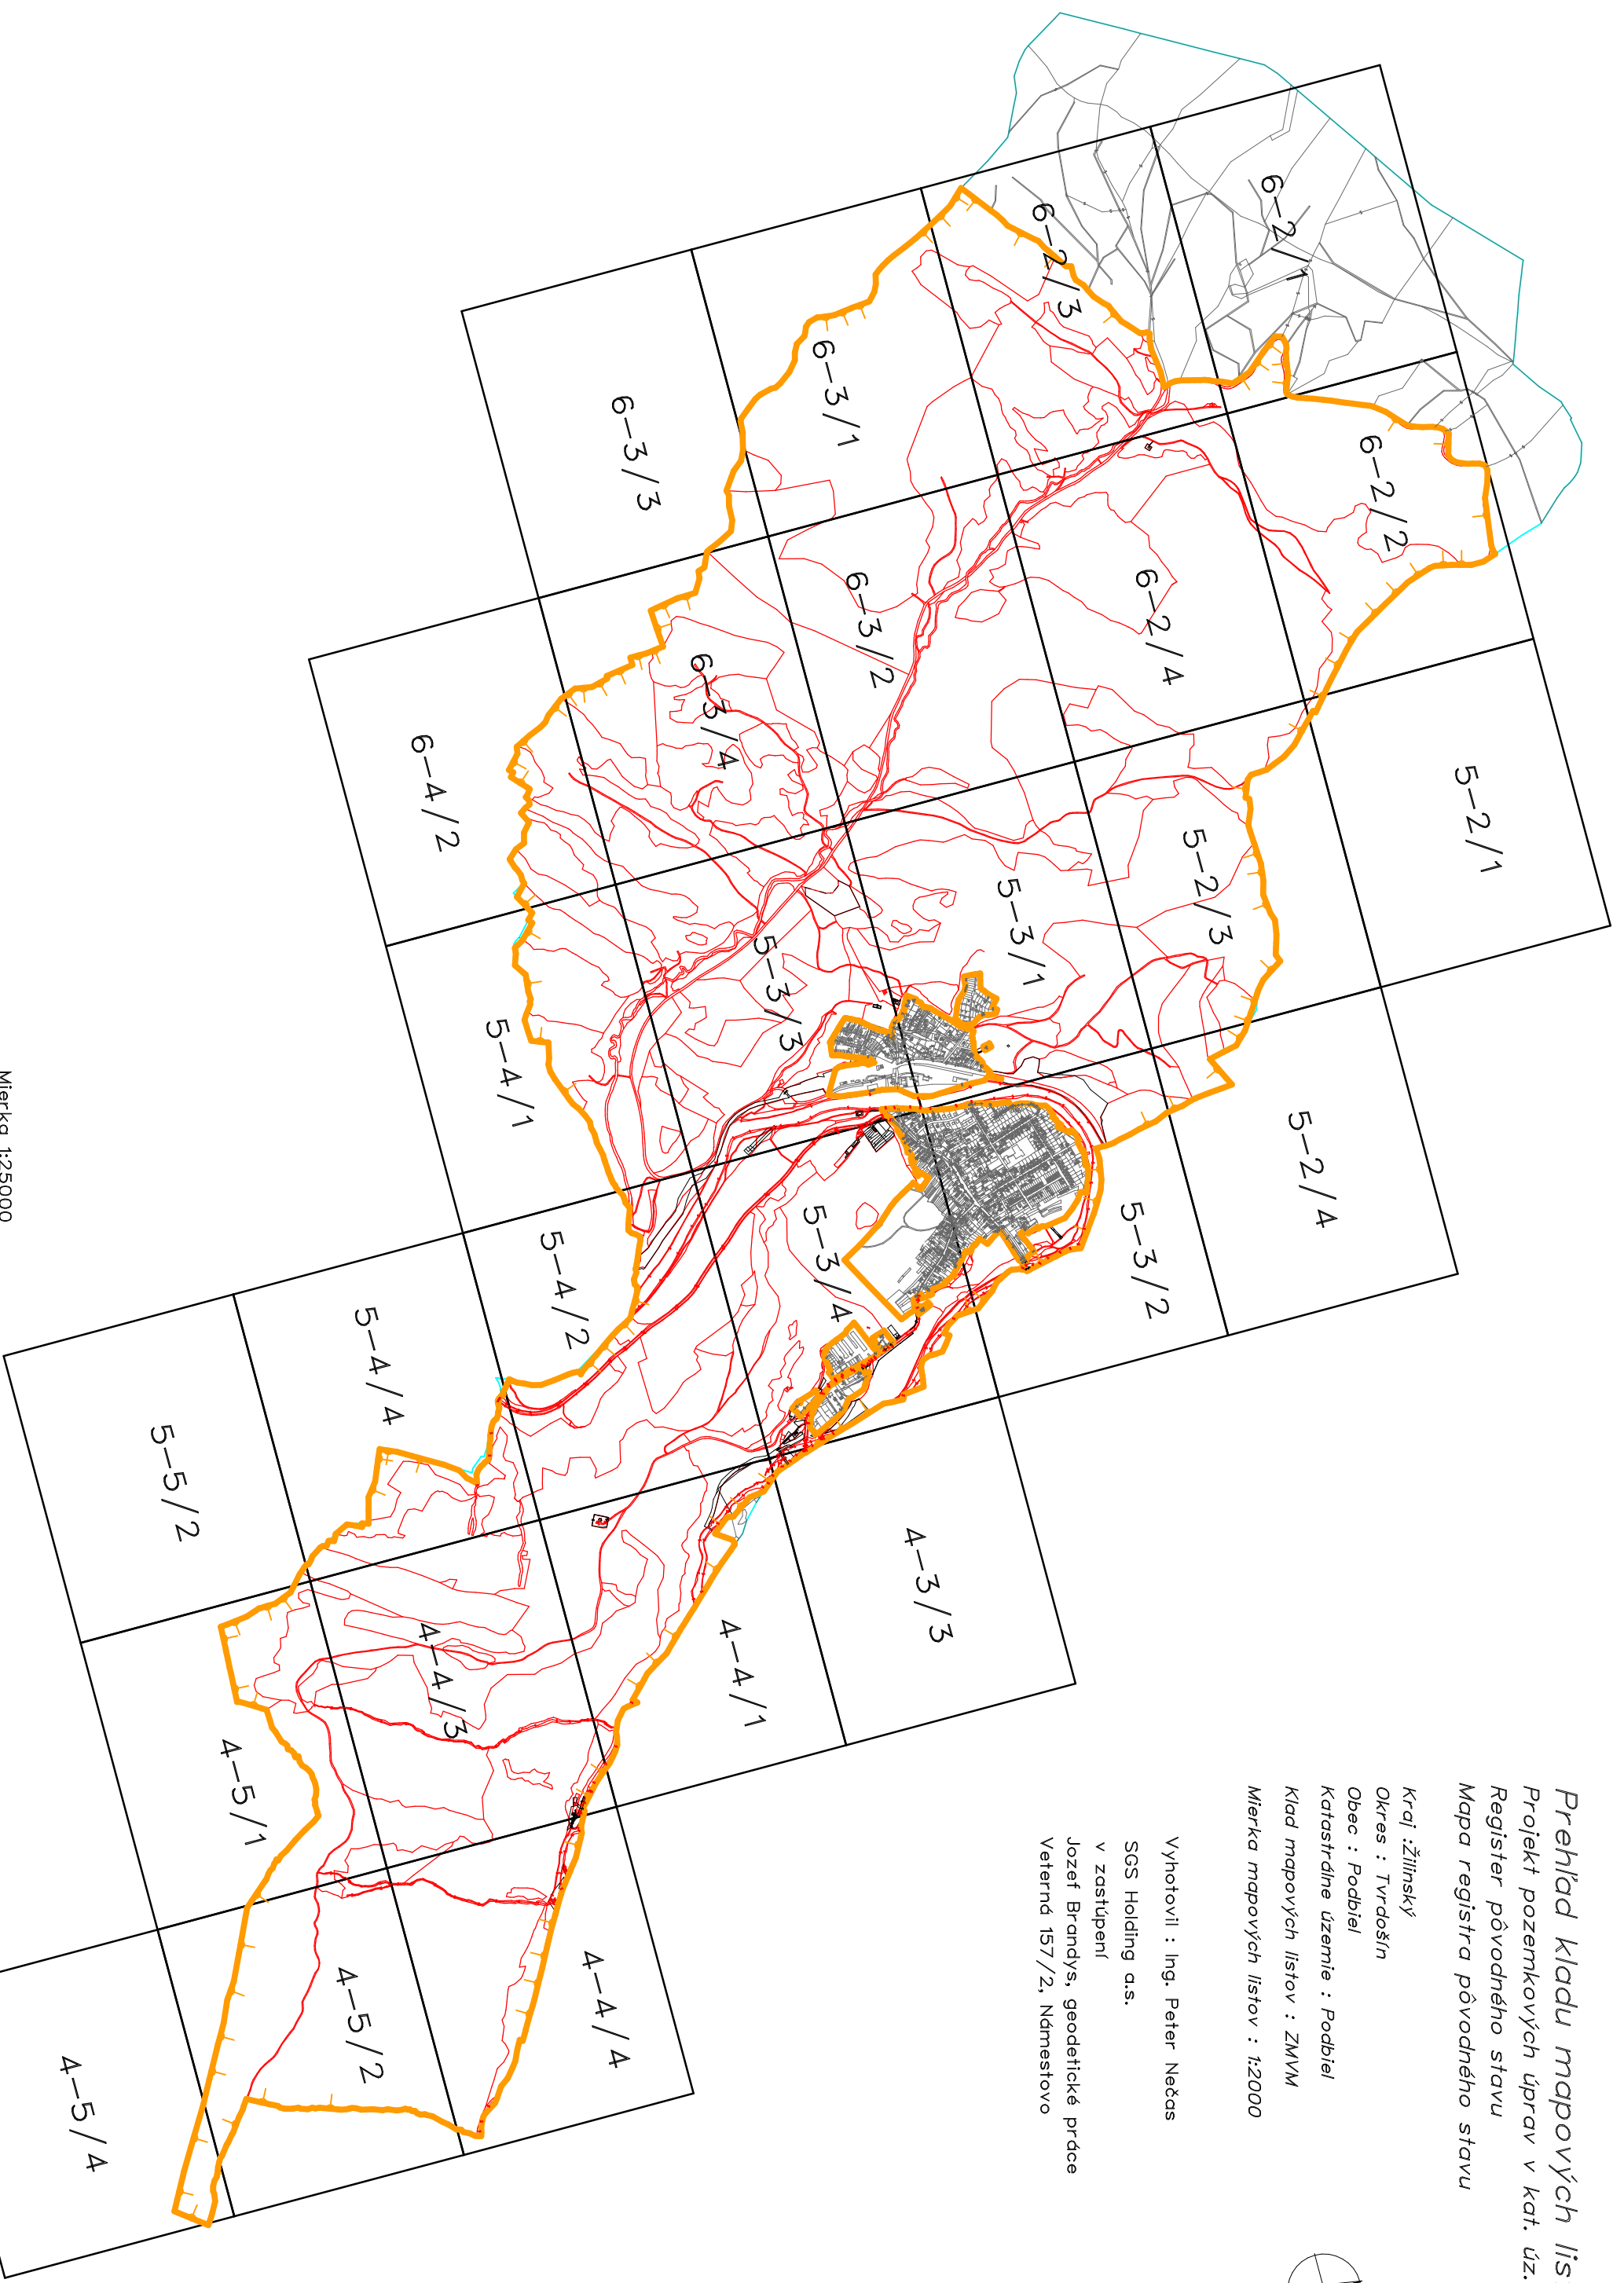 Prehľad kladu mapových lis
Projekt pozemkových úprav v kat. úz.
Register pôvodného stavu
Mapa registra pôvodného stavu
Kraj :Žilinský
Okres : Tvrdošín
Obec : Podbiel
Katastrálne územie : Podbiel
Klad mapových listov : ZMVM
Mierka mapových listov : 1:2000
Vyhotovil : Ing. Peter Nečas
SGS Holding a.s.
v zastúpení
Jozef Brandys, geodetické práce
Veterná 157/2, Námestovo
5-2/1
6-2/2
6-2/1
5-2/4
5-2/3
6-2/4
6-2/3
5-3/2
5-3/1
6-3/2
6-3/1
4-3/3
5-3/4
5-3/3
6-3/4
6-3/3
4-4/1
5-4/2
5-4/1
6-4/2
4-4/4
4-4/3
5-4/4
4-5/2
4-5/1
5-5/2
4-5/4
Mierka 1:25000